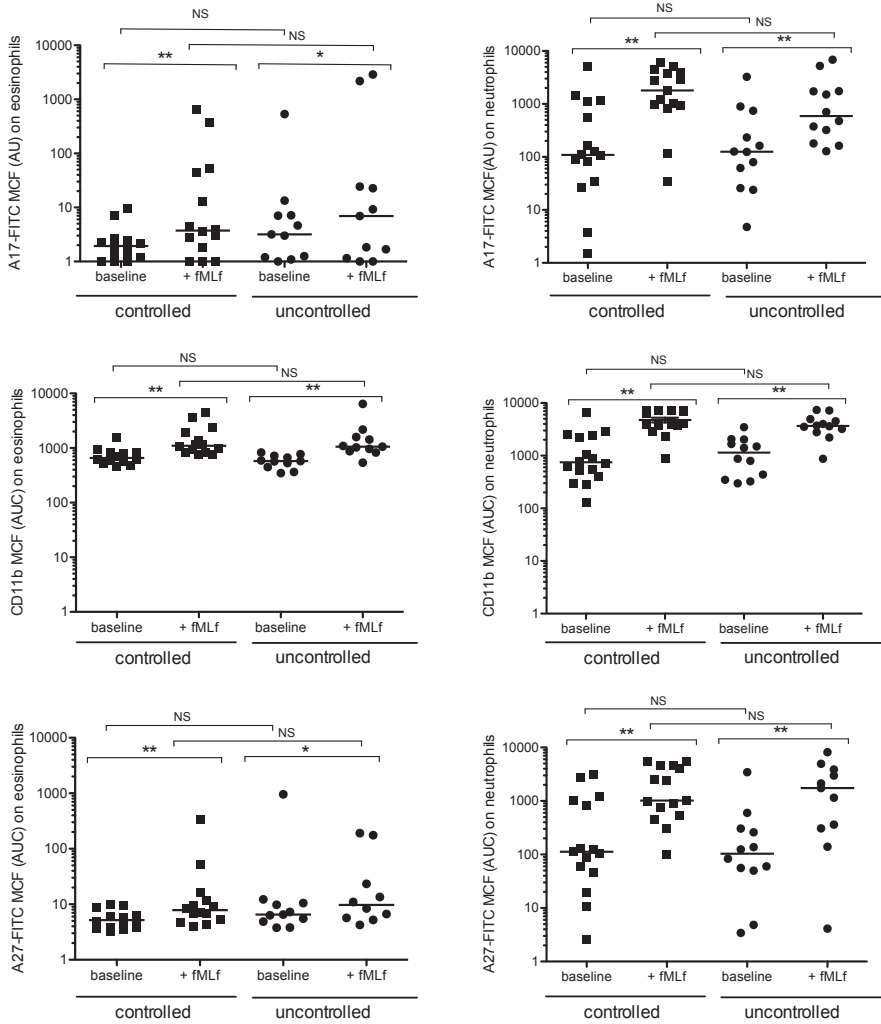 NS
NS
** *
A17-FITC MCF (AU) on eosinophils
10000
1000
100
10
1
baseline + fMLf baseline + fMLf
controlled uncontrolled
NS
NS
** **
A17-FITC MCF(AU) on neutrophils
10000
1000
100
10
1
baseline + fMLf baseline + fMLf
controlled uncontrolled
NS
NS
** **
CD11b MCF (AUC) on eosinophils
10000
1000
100
10
1
baseline + fMLf baseline + fMLf
controlled uncontrolled
NS
NS
** **
CD11b MCF (AUC) on neutrophils
10000
1000
100
10
1
baseline + fMLf baseline + fMLf
controlled uncontrolled
NS
NS
** *
A27-FITC MCF (AUC) on eosinophils
10000
1000
100
10
1
baseline + fMLf baseline + fMLf
controlled uncontrolled
NS
NS
** **
A27-FITC MCF (AUC) on neutrophils
10000
1000
100
10
1
baseline + fMLf baseline + fMLf
controlled uncontrolled